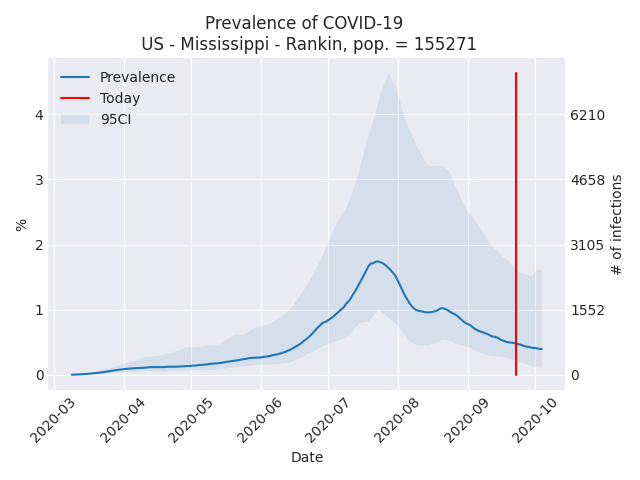 Prevalence of COVID-19
US - Mississippi - Rankin, pop. = 155271
Prevalence
Today
95CI
4
3
2
1
0
%
6210
4658
3105
1552
0
# of infections
2020-03
2020-04
2020-05
2020-06
2020-07
2020-08
2020-09
2020-10
Date